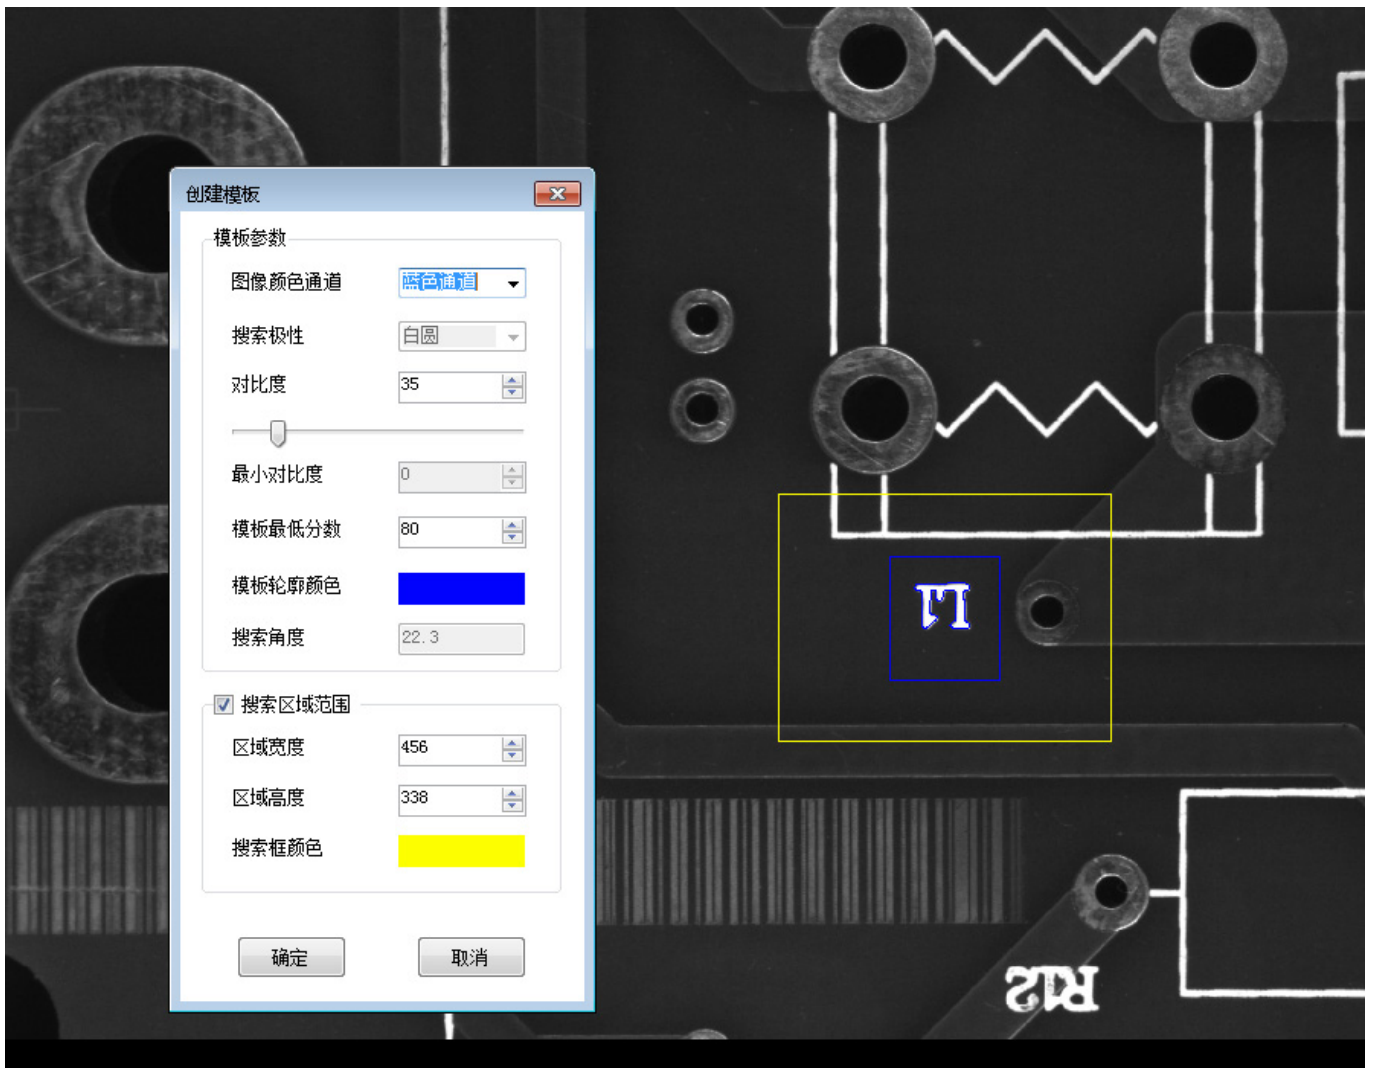 创建模板
模板参数
图像颜色通道 蓝色通道
搜索极性 白圆
对比度 35
最小对比度 0
模板最低分数 80
模板轮廓颜色
搜索角度 22.3
搜索区域范围
区域宽度 456
区域高度 338
搜索框颜色
确定 取消
L1
R12